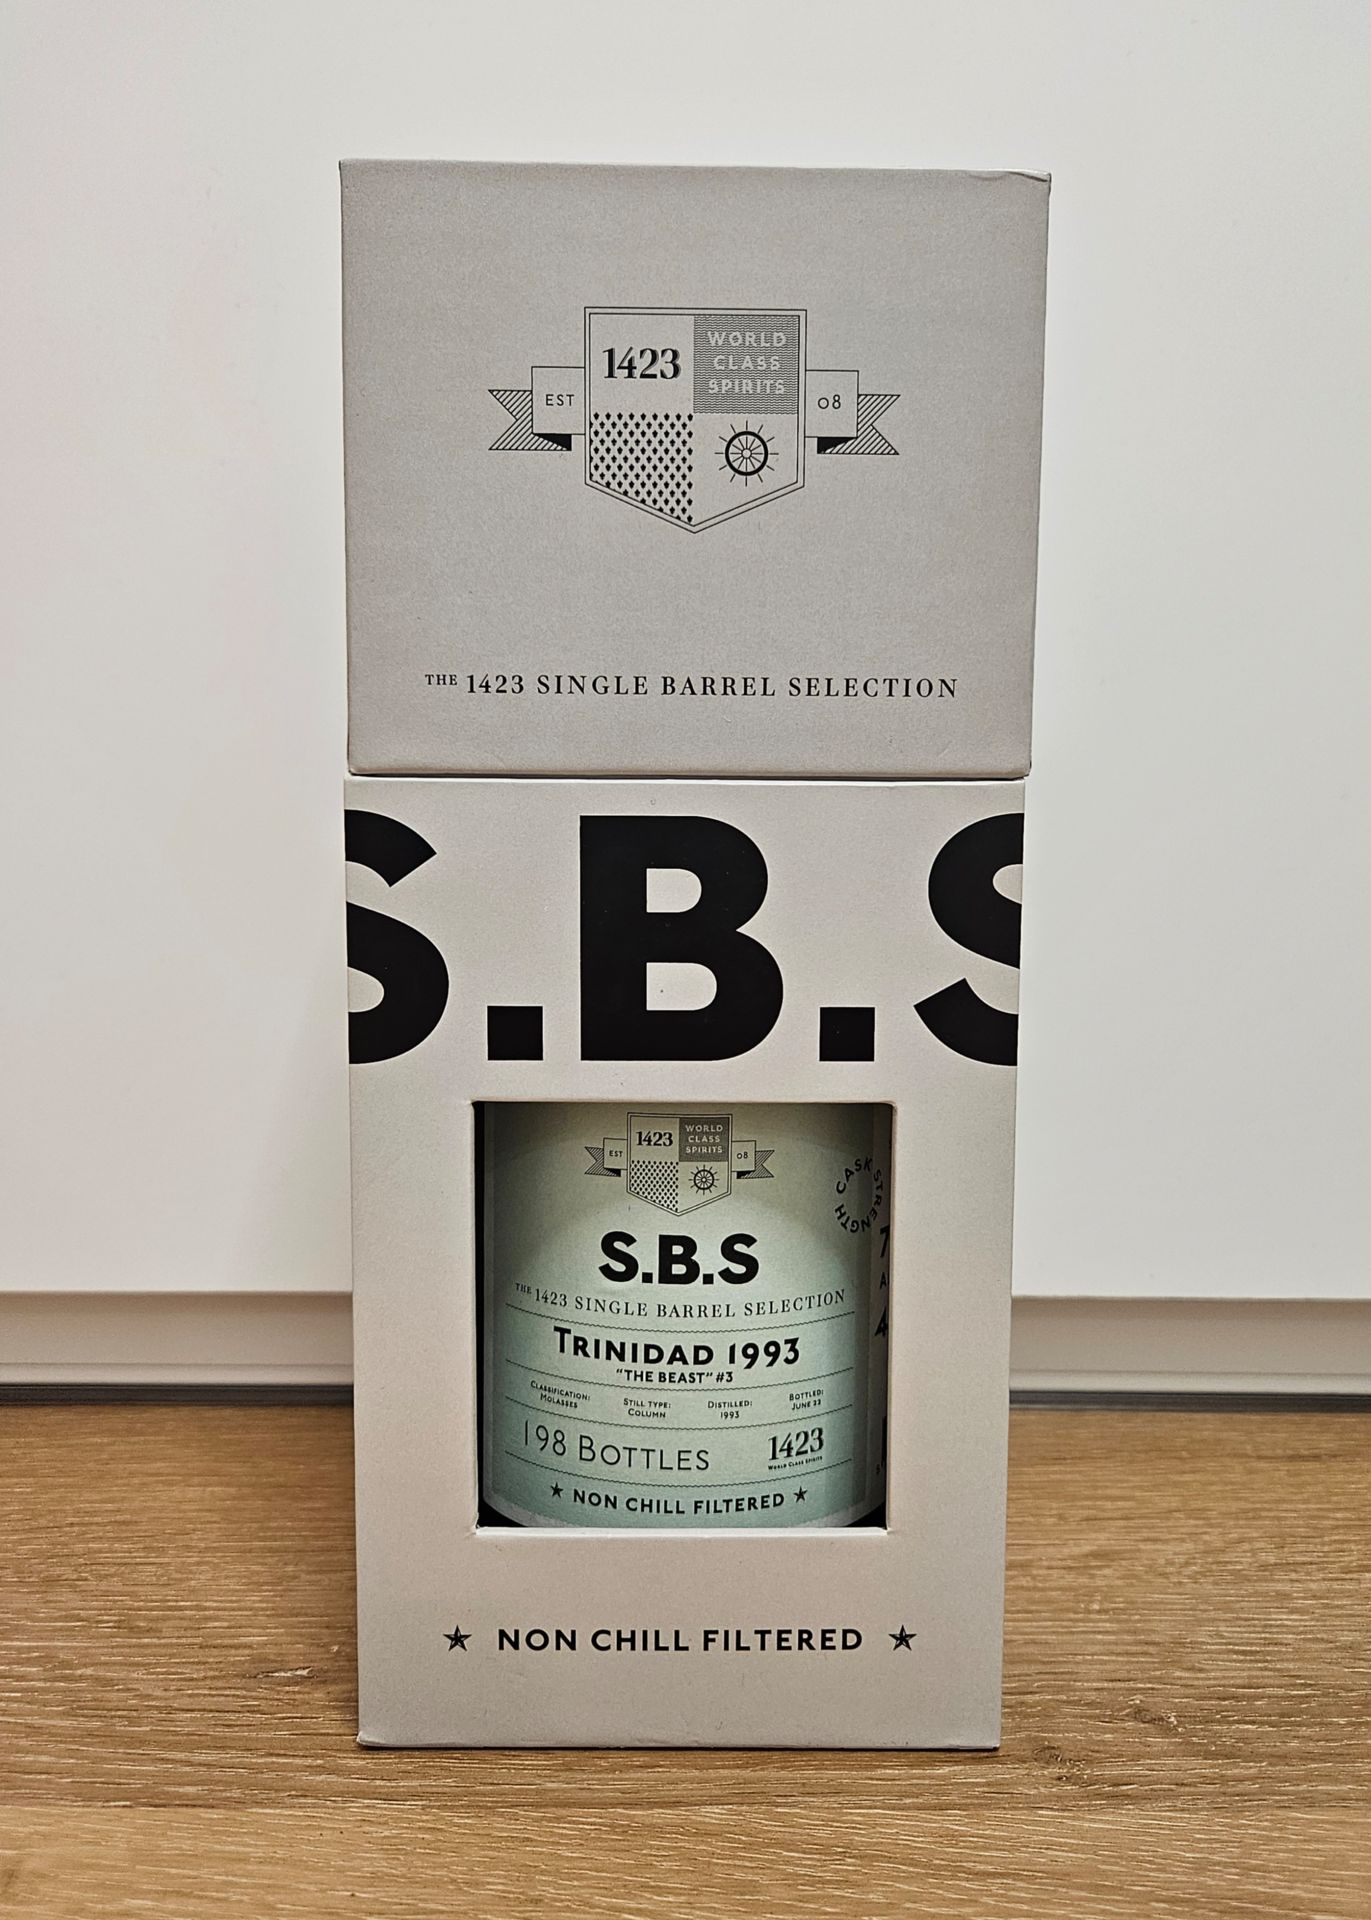 1423
WORLD
CLASS
SPIRITS
EST
08
THE 1423 SINGLE BARREL SELECTION
S.B.S
1423
WORLD
CLASS
SPIRITS
EST
08
CASK STRENGTH
S.B.S
THE 1423 SINGLE BARREL SELECTION
TRINIDAD 1993
"THE BEAST" #3
CLASSIFICATION: MOLASSES
STILL TYPE: COLUMN
DISTILLED: 1993
BOTTLED: JUNE 22
198 BOTTLES
1423
WORLD CLASS SPIRITS
★ NON CHILL FILTERED ★
★ NON CHILL FILTERED ★